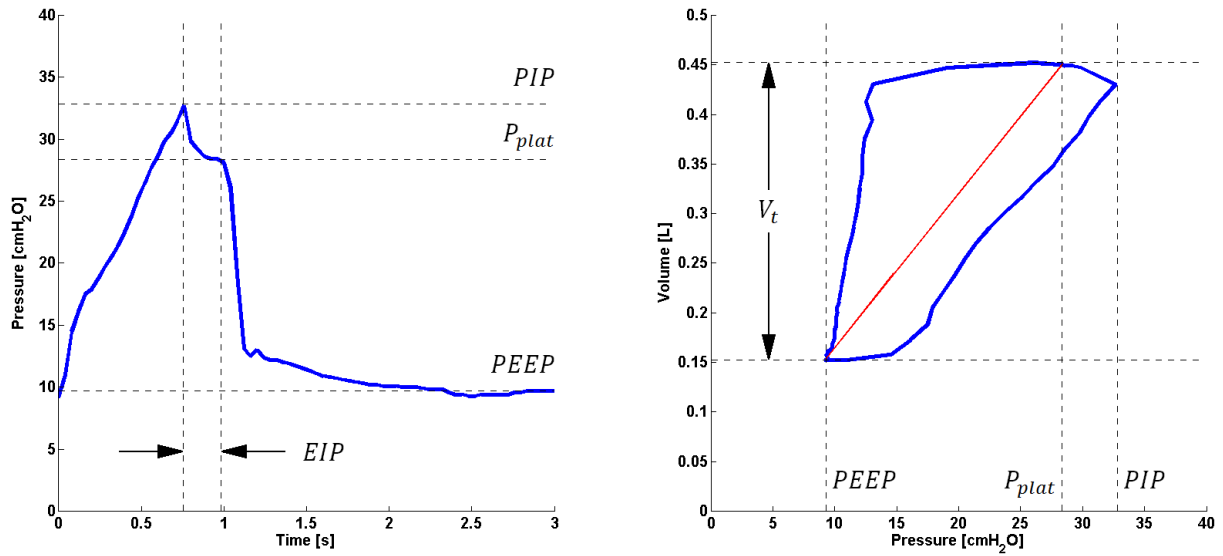 40
35
30
25
20
15
10
5
0
Pressure [cmH2O]
PIP
Pplat
PEEP
EIP
0 0.5 1 1.5 2 2.5 3
Time [s]
0.5
0.45
0.4
0.35
0.3
0.25
0.2
0.15
0.1
0.5
0
Volume [L]
Vt
PEEP Pplat PIP
0 5 10 15 20 25 30 35 40
Pressure [cmH2O]